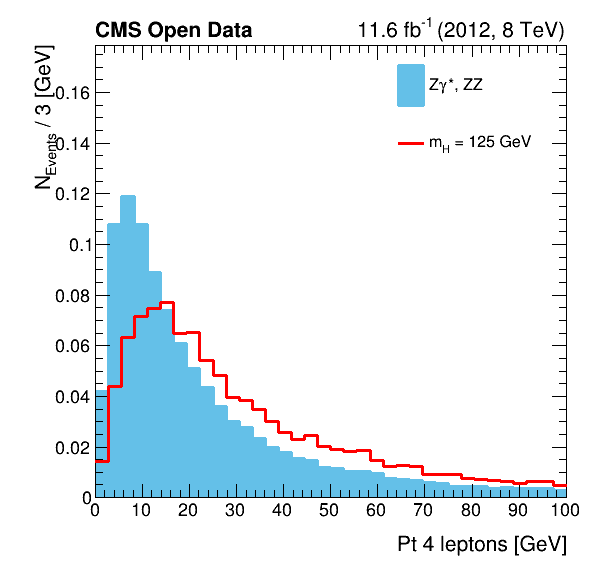 CMS Open Data 11.6 fb⁻¹ (2012, 8 TeV)
N_Events / 3 [GeV]
Zγ*, ZZ
m_H = 125 GeV
0.16
0.14
0.12
0.1
0.08
0.06
0.04
0.02
0
0 10 20 30 40 50 60 70 80 90 100
Pt 4 leptons [GeV]